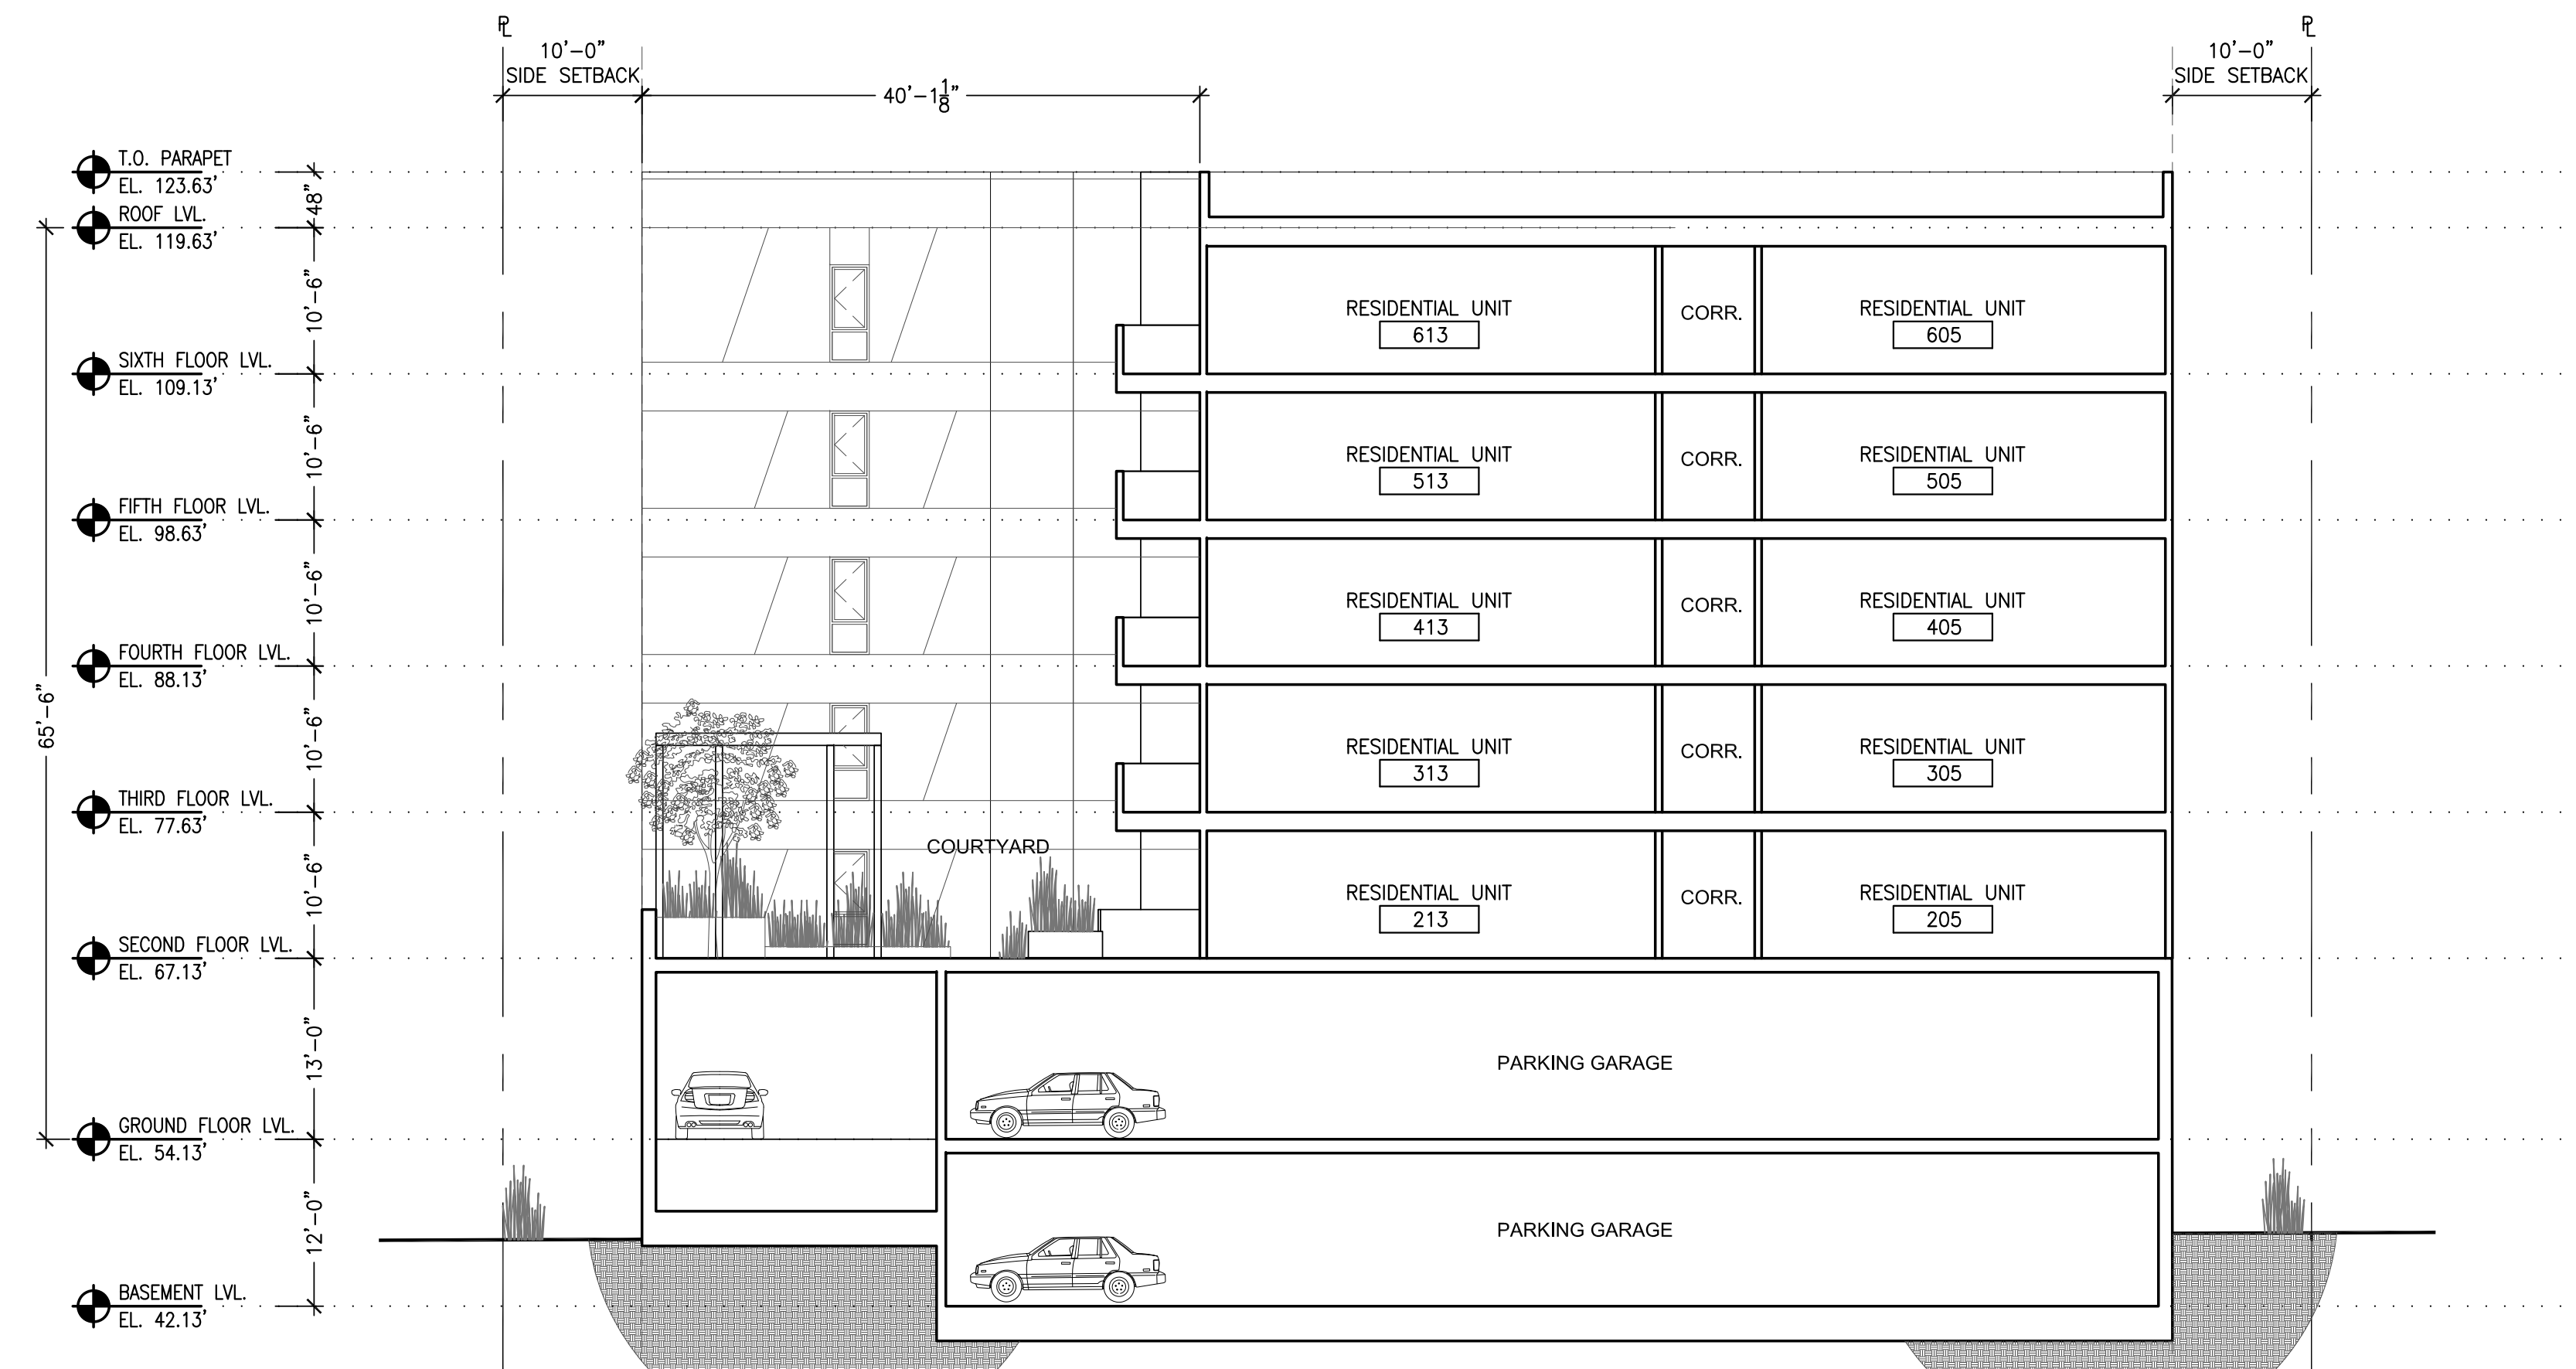 ℄
10'-0"
SIDE SETBACK
40'-1 1/8"
℄
10'-0"
SIDE SETBACK
T.O. PARAPET
EL. 123.63'
48"
ROOF LVL.
EL. 119.63'
10'-6"
RESIDENTIAL UNIT
613
CORR.
RESIDENTIAL UNIT
605
SIXTH FLOOR LVL.
EL. 109.13'
10'-6"
RESIDENTIAL UNIT
513
CORR.
RESIDENTIAL UNIT
505
FIFTH FLOOR LVL.
EL. 98.63'
10'-6"
RESIDENTIAL UNIT
413
CORR.
RESIDENTIAL UNIT
405
FOURTH FLOOR LVL.
EL. 88.13'
65'-6"
10'-6"
RESIDENTIAL UNIT
313
CORR.
RESIDENTIAL UNIT
305
THIRD FLOOR LVL.
EL. 77.63'
10'-6"
COURTYARD
RESIDENTIAL UNIT
213
CORR.
RESIDENTIAL UNIT
205
SECOND FLOOR LVL.
EL. 67.13'
13'-0"
PARKING GARAGE
GROUND FLOOR LVL.
EL. 54.13'
12'-0"
PARKING GARAGE
BASEMENT LVL.
EL. 42.13'